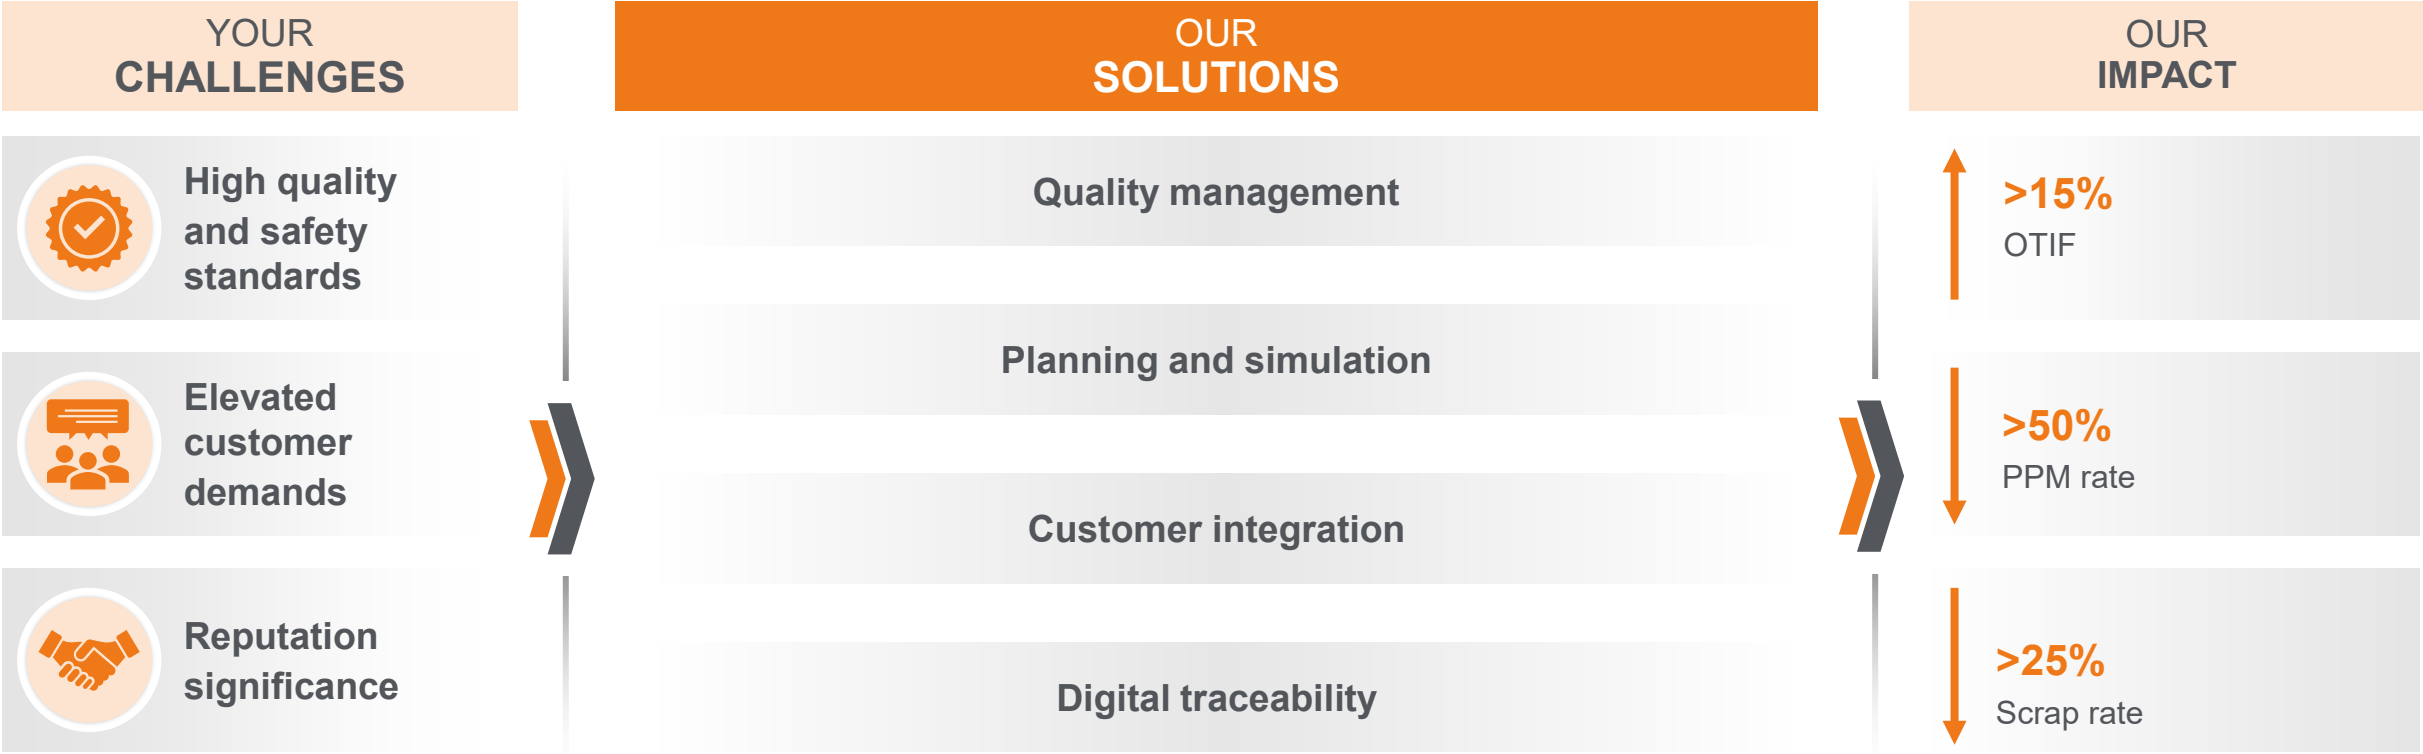 YOUR
CHALLENGES
High quality
and safety
standards
Elevated
customer
demands
Reputation
significance
OUR
SOLUTIONS
Quality management
Planning and simulation
Customer integration
Digital traceability
OUR
IMPACT
>15%
OTIF
>50%
PPM rate
>25%
Scrap rate